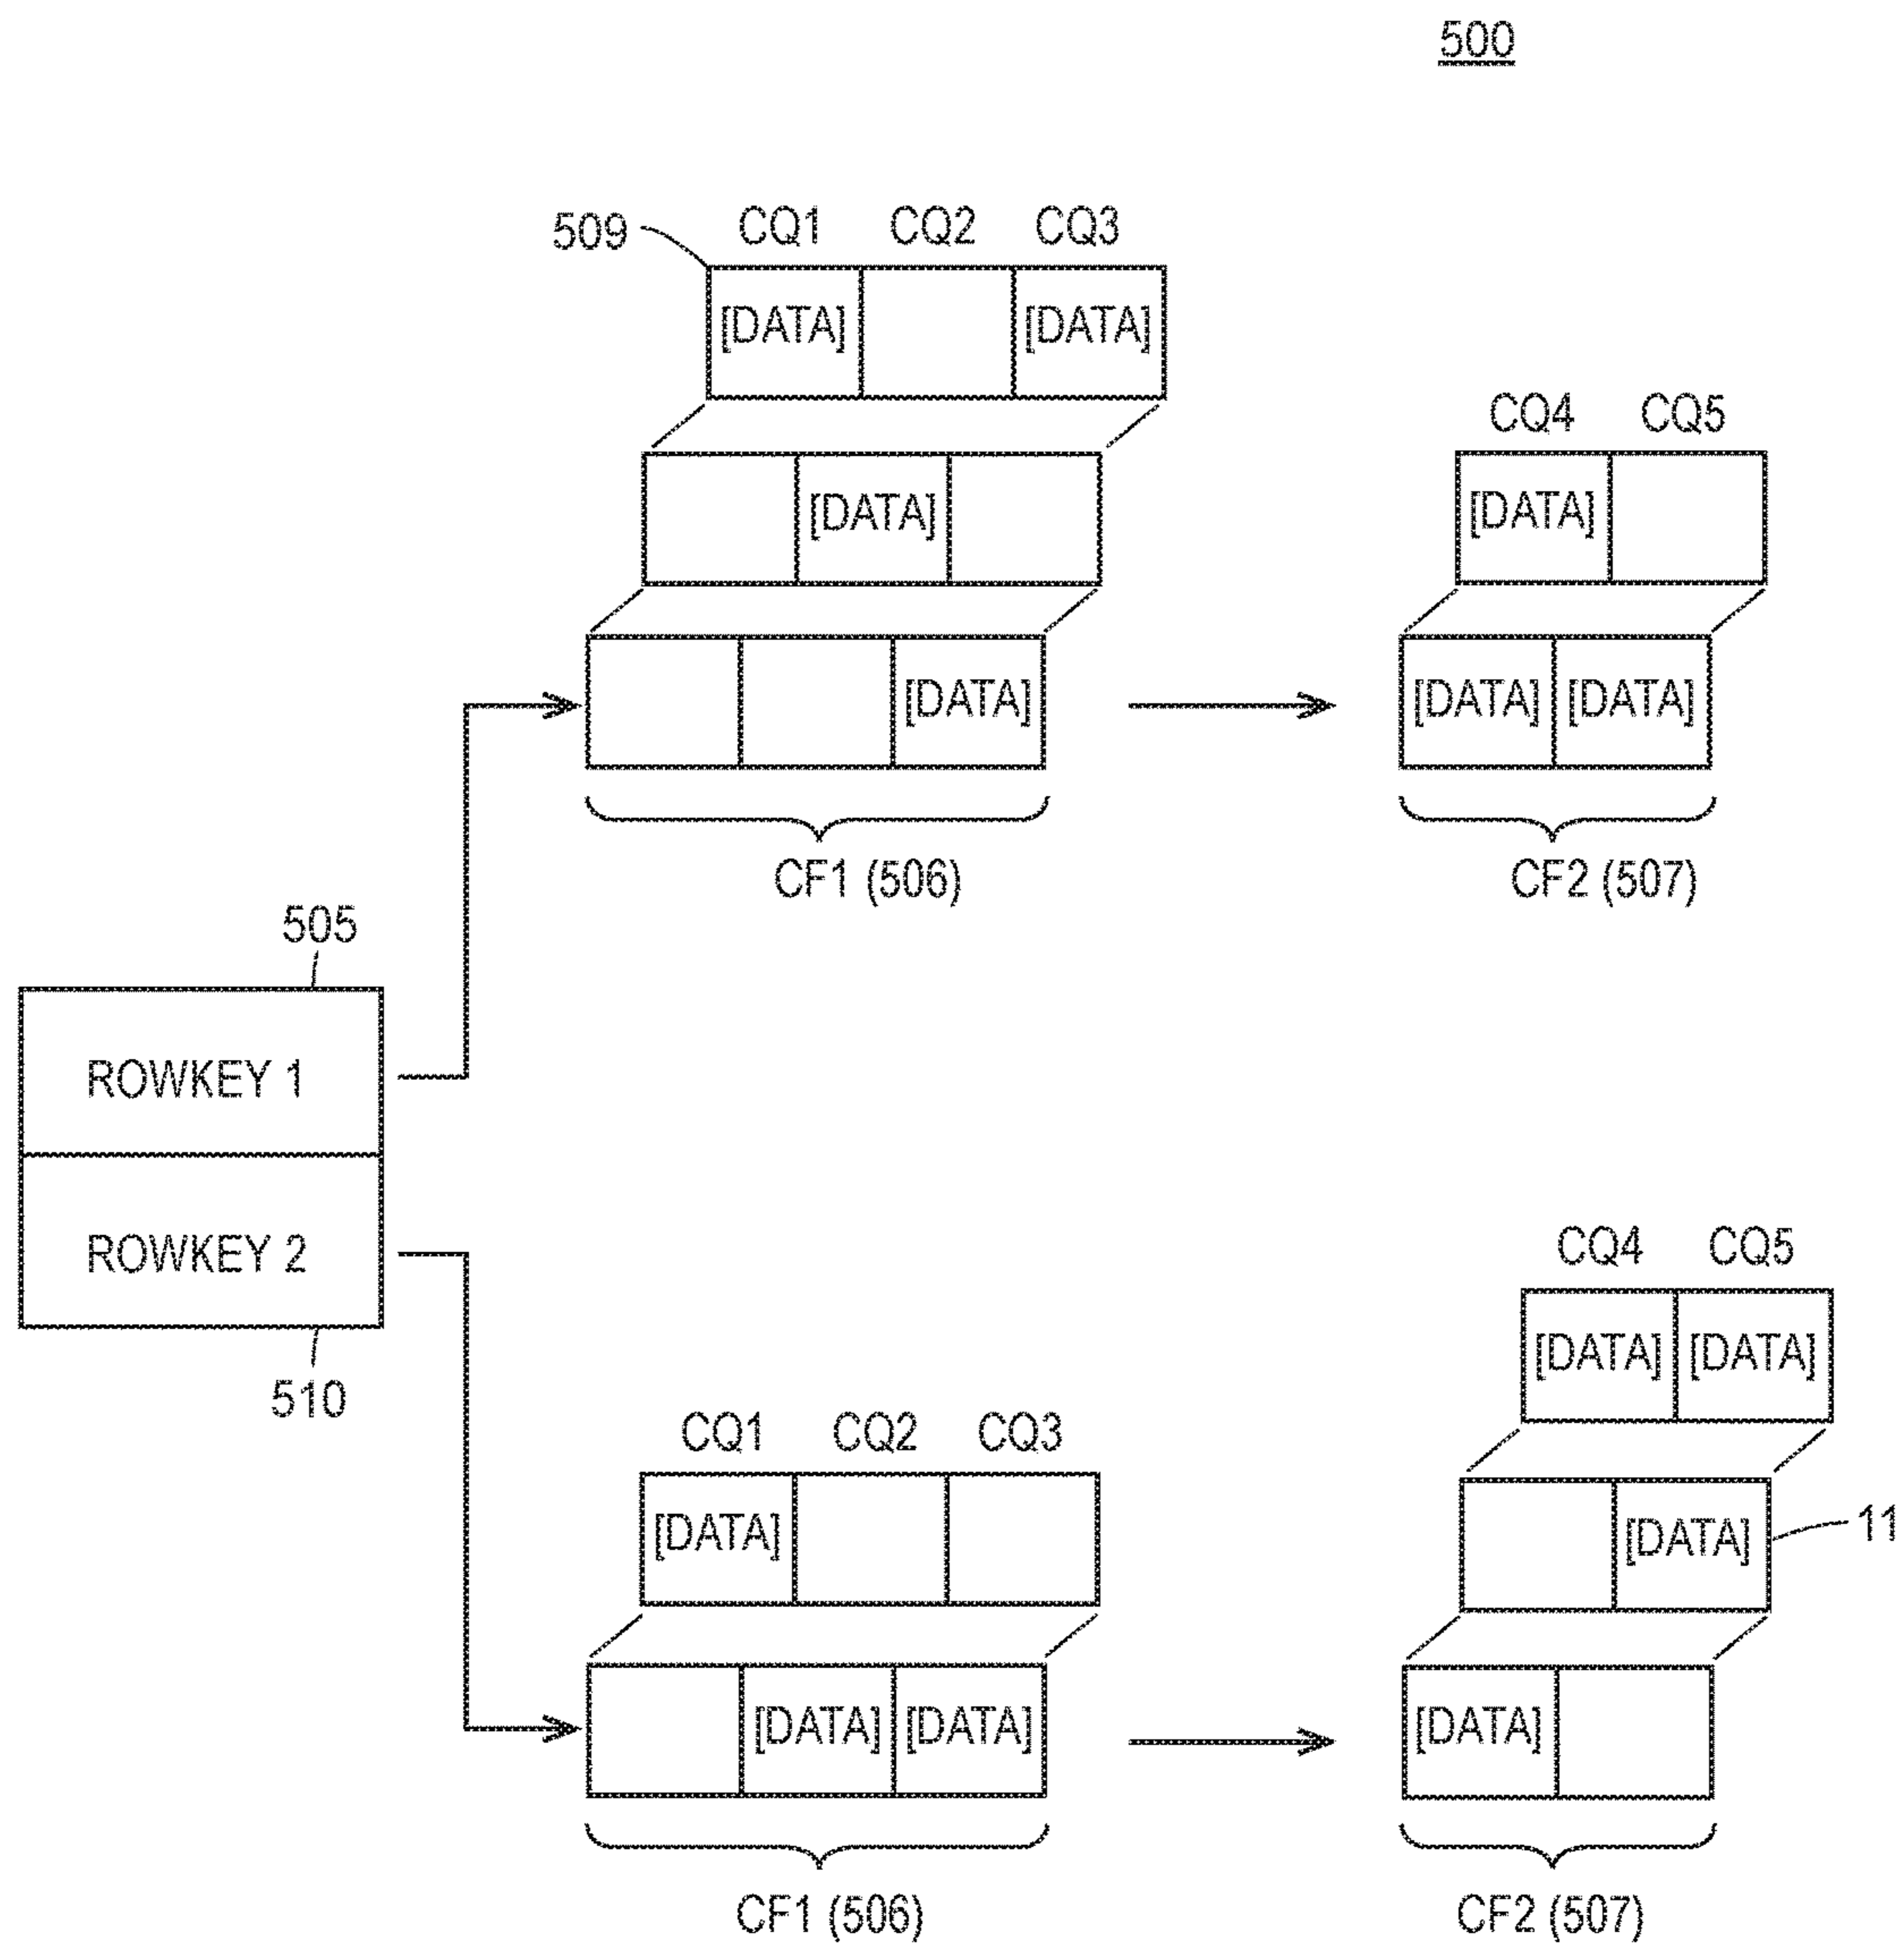 500
509 CQ1 CQ2 CQ3
[DATA] [DATA]
CQ4 CQ5
[DATA] [DATA]
[DATA] [DATA] [DATA]
CF1 (506) CF2 (507)
505
ROWKEY 1
ROWKEY 2
510
CQ4 CQ5
[DATA] [DATA]
CQ1 CQ2 CQ3
[DATA] [DATA] 11
[DATA] [DATA] [DATA]
CF1 (506) CF2 (507)